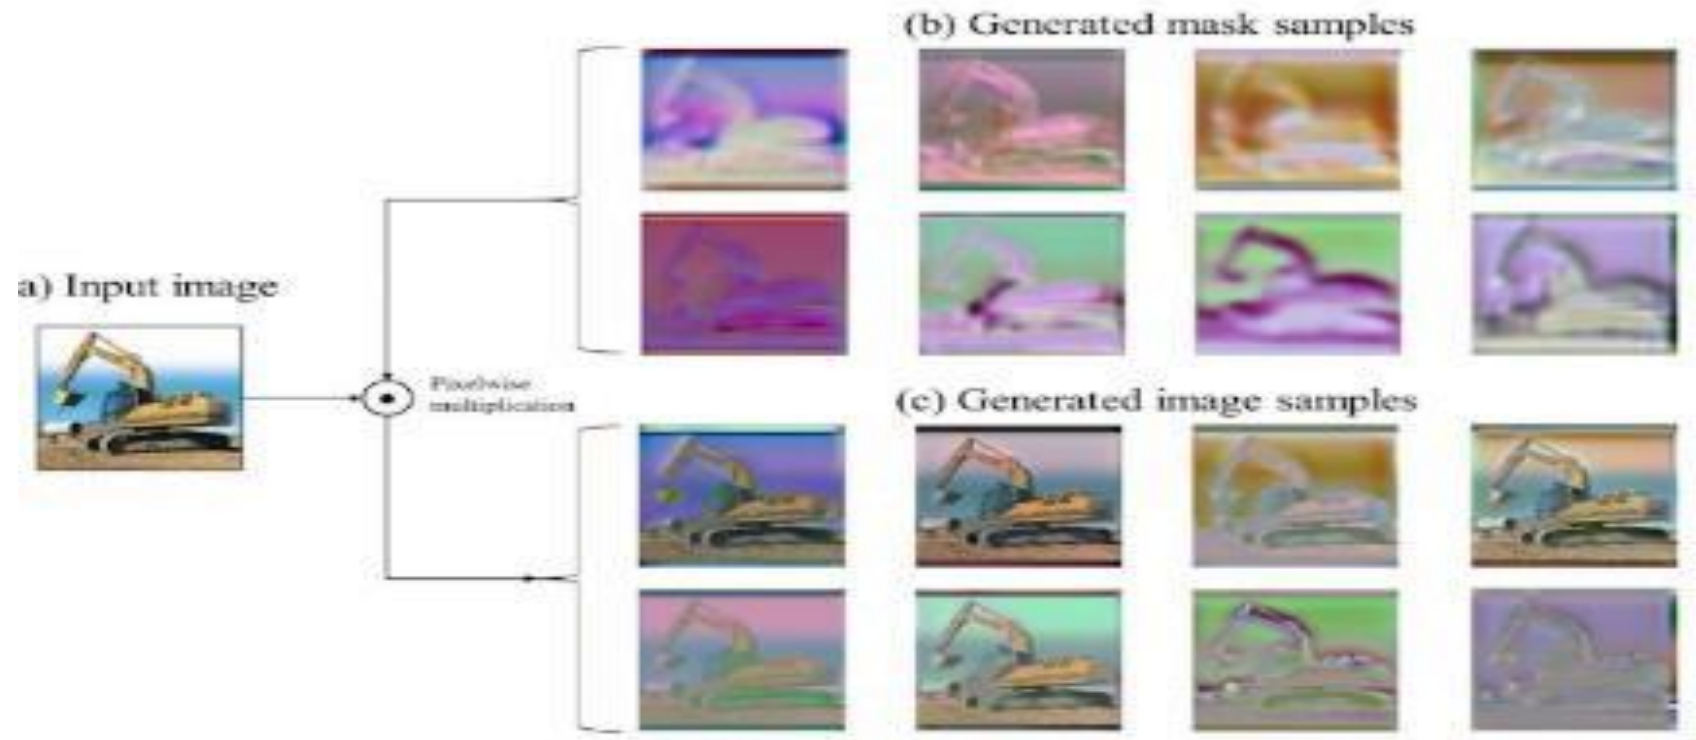 (b) Generated mask samples
a) Input image
Pixelwise
multiplication
(c) Generated image samples